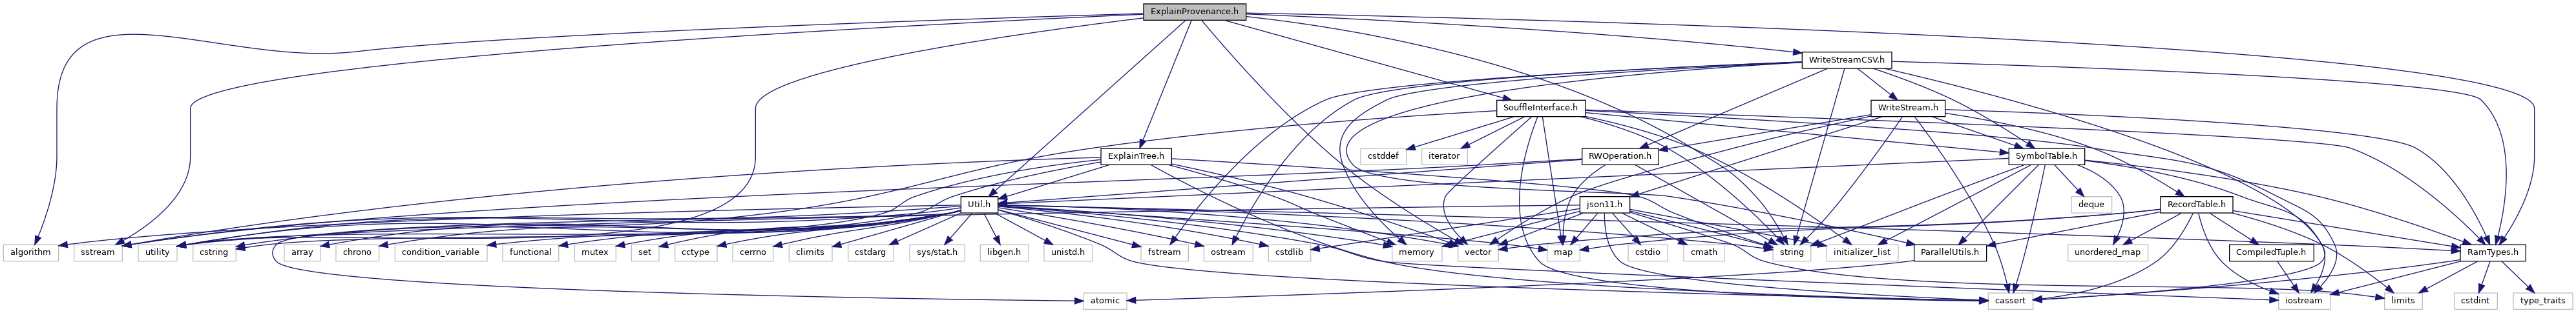 ExplainProvenance.h
WriteStreamCSV.h
SouffleInterface.h
WriteStream.h
ExplainTree.h
cstddef
iterator
RWOperation.h
SymbolTable.h
Util.h
json11.h
deque
RecordTable.h
algorithm
sstream
utility
cstring
array
chrono
condition_variable
functional
mutex
set
cctype
cerrno
climits
cstdarg
sys/stat.h
libgen.h
unistd.h
fstream
ostream
cstdlib
memory
vector
map
cstdio
cmath
string
initializer_list
ParallelUtils.h
unordered_map
CompiledTuple.h
RamTypes.h
atomic
cassert
iostream
limits
cstdint
type_traits